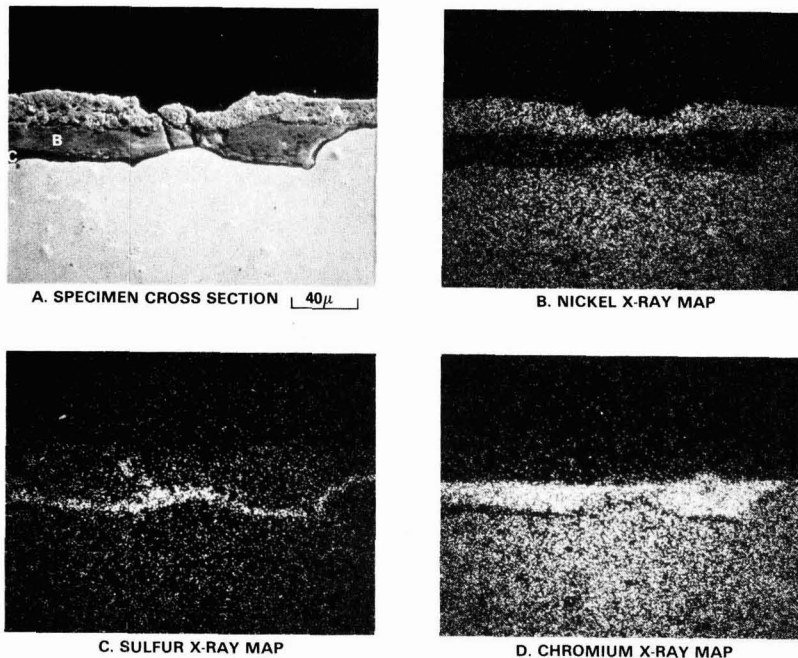 A
B
C
A. SPECIMEN CROSS SECTION 40μ
B. NICKEL X-RAY MAP
C. SULFUR X-RAY MAP
D. CHROMIUM X-RAY MAP